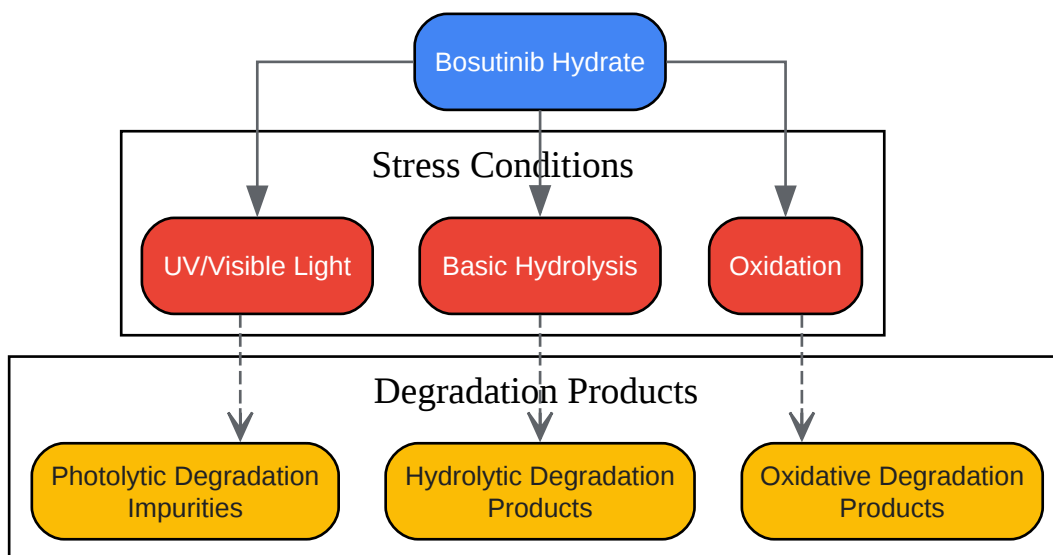 Bosutinib Hydrate
Stress Conditions
UV/Visible Light
Basic Hydrolysis
Oxidation
Degradation Products
Photolytic Degradation
Impurities
Hydrolytic Degradation
Products
Oxidative Degradation
Products